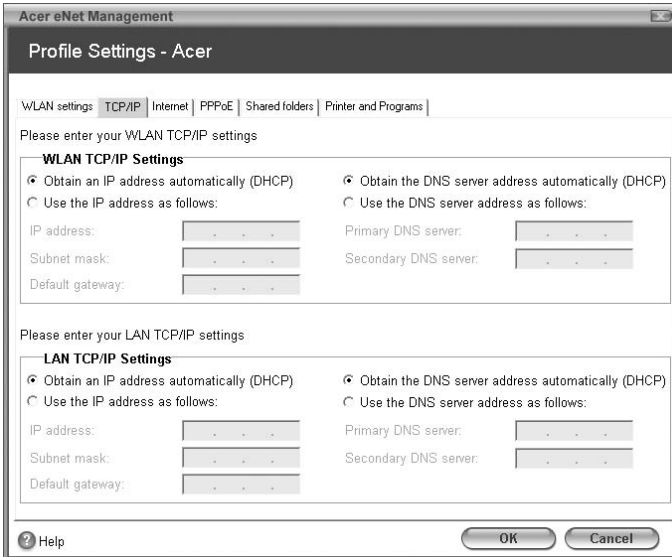 Acer eNet Management
Profile Settings - Acer
WLAN settings TCP/IP Internet PPPoE Shared folders Printer and Programs
Please enter your WLAN TCP/IP settings
WLAN TCP/IP Settings
Obtain an IP address automatically (DHCP) Obtain the DNS server address automatically (DHCP)
Use the IP address as follows: Use the DNS server address as follows:
IP address: Primary DNS server:
Subnet mask: Secondary DNS server:
Default gateway:
Please enter your LAN TCP/IP settings
LAN TCP/IP Settings
Obtain an IP address automatically (DHCP) Obtain the DNS server address automatically (DHCP)
Use the IP address as follows: Use the DNS server address as follows:
IP address: Primary DNS server:
Subnet mask: Secondary DNS server:
Default gateway:
? Help OK Cancel